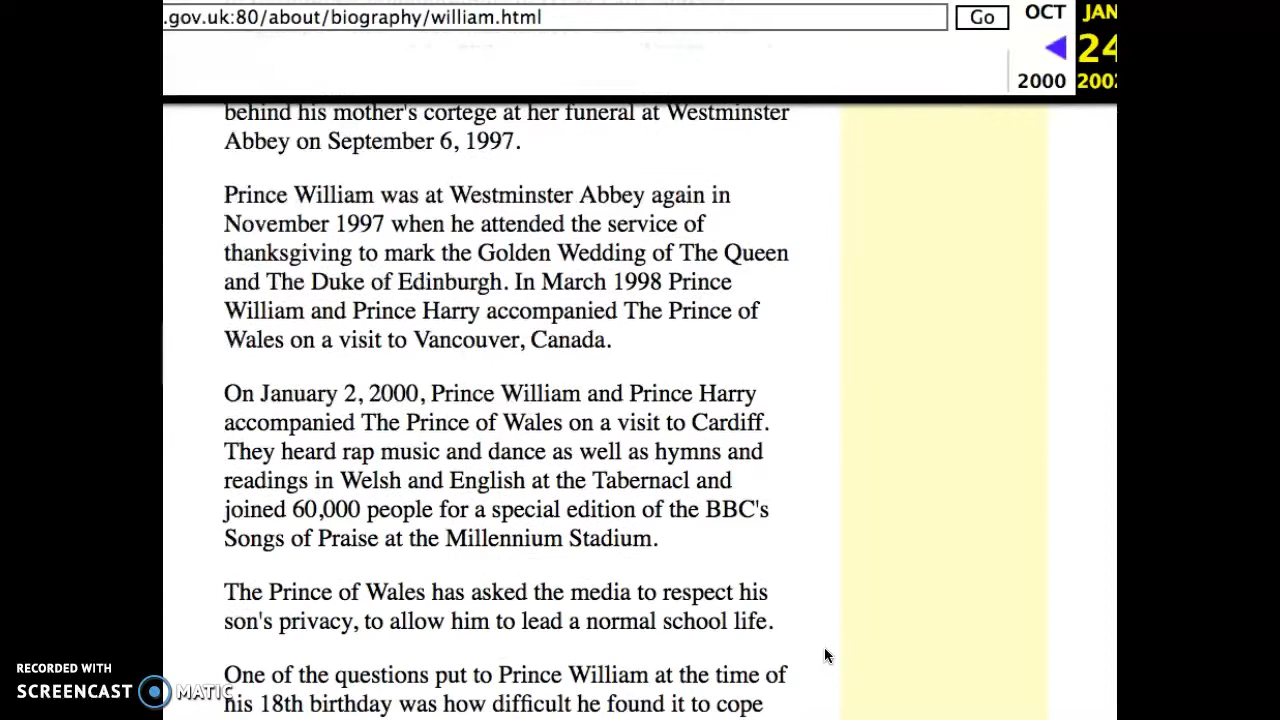 .gov.uk:80/about/biography/william.html
Go
OCT
JAN
24
2000
2002
behind his mother's cortege at her funeral at Westminster
Abbey on September 6, 1997.
Prince William was at Westminster Abbey again in
November 1997 when he attended the service of
thanksgiving to mark the Golden Wedding of The Queen
and The Duke of Edinburgh. In March 1998 Prince
William and Prince Harry accompanied The Prince of
Wales on a visit to Vancouver, Canada.
On January 2, 2000, Prince William and Prince Harry
accompanied The Prince of Wales on a visit to Cardiff.
They heard rap music and dance as well as hymns and
readings in Welsh and English at the Tabernacl and
joined 60,000 people for a special edition of the BBC's
Songs of Praise at the Millennium Stadium.
The Prince of Wales has asked the media to respect his
son's privacy, to allow him to lead a normal school life.
One of the questions put to Prince William at the time of
his 18th birthday was how difficult he found it to cope
RECORDED WITH
SCREENCAST MATIC